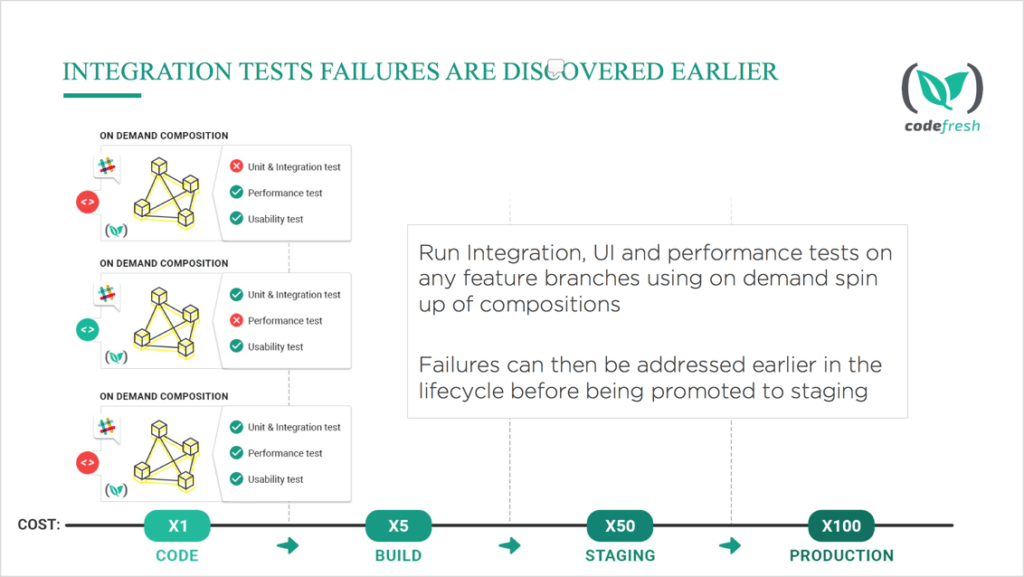 INTEGRATION TESTS FAILURES ARE DISCOVERED EARLIER
codefresh
ON DEMAND COMPOSITION
Unit & Integration test
Performance test
Usability test
<>
ON DEMAND COMPOSITION
Unit & Integration test
Performance test
Usability test
<>
ON DEMAND COMPOSITION
Unit & Integration test
Performance test
Usability test
<>
Run Integration, UI and performance tests on
any feature branches using on demand spin
up of compositions
Failures can then be addressed earlier in the
lifecycle before being promoted to staging
COST: X1 X5 X50 X100
CODE BUILD STAGING PRODUCTION